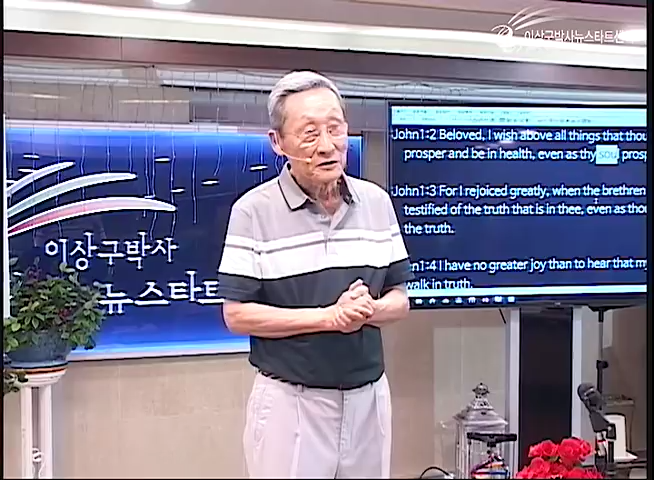 이상구박사뉴스타트센
John1:2 Beloved, I wish above all things that thou
prosper and be in health, even as thy soul prosp
John1:3 For I rejoiced greatly, when the brethren
testified of the truth that is in thee, even as thou
the truth.
n1:4 I have no greater joy than to hear that my
walk in truth.
이상구박사
뉴스타트